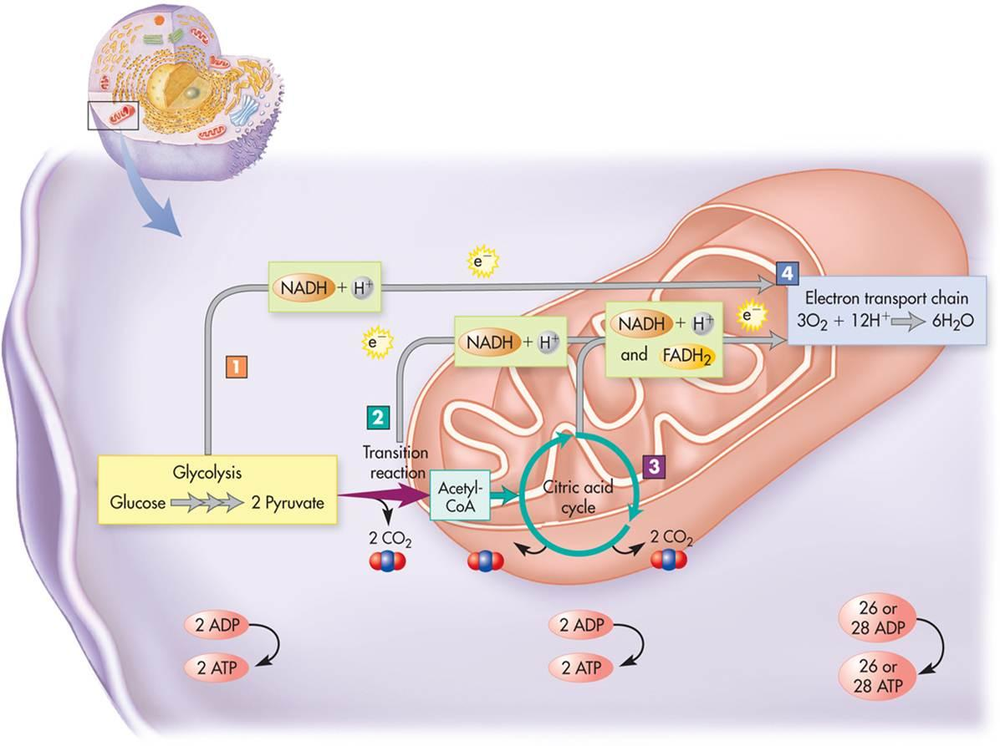 e⁻
NADH + H⁺
4
Electron transport chain
3O₂ + 12H⁺ → 6H₂O
e⁻
NADH + H⁺
NADH + H⁺
and FADH₂
e⁻
1
2
Transition
reaction
3
Glycolysis
Glucose → 2 Pyruvate
Acetyl-
CoA
Citric acid
cycle
2 CO₂
2 CO₂
2 ADP
2 ATP
2 ADP
2 ATP
26 or
28 ADP
26 or
28 ATP